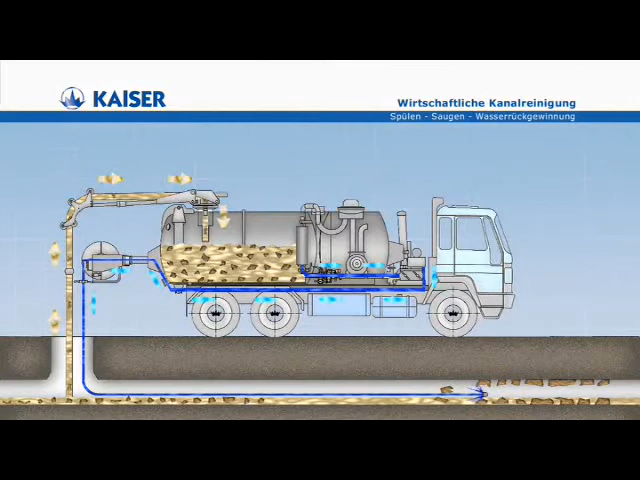 KAISER
Wirtschaftliche Kanalreinigung
Spülen - Saugen - Wasserrückgewinnung